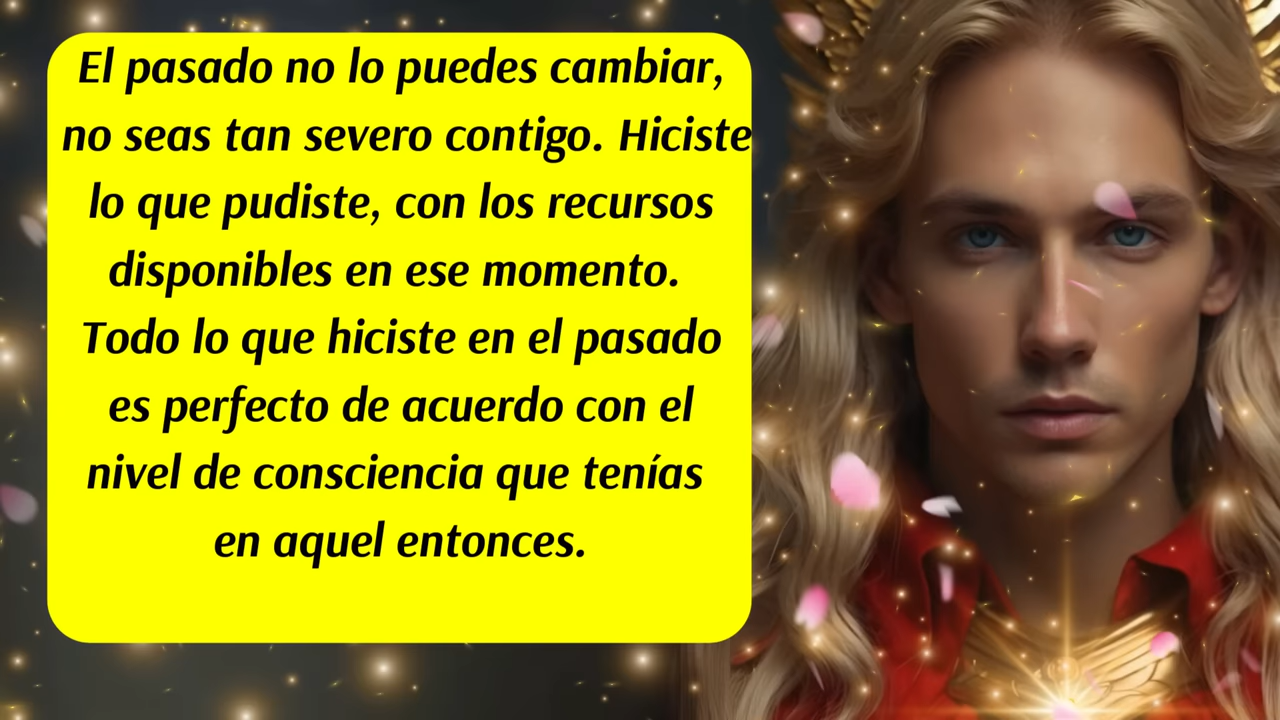 El pasado no lo puedes cambiar,
no seas tan severo contigo. Hiciste
lo que pudiste, con los recursos
disponibles en ese momento.
Todo lo que hiciste en el pasado
es perfecto de acuerdo con el
nivel de consciencia que tenías
en aquel entonces.